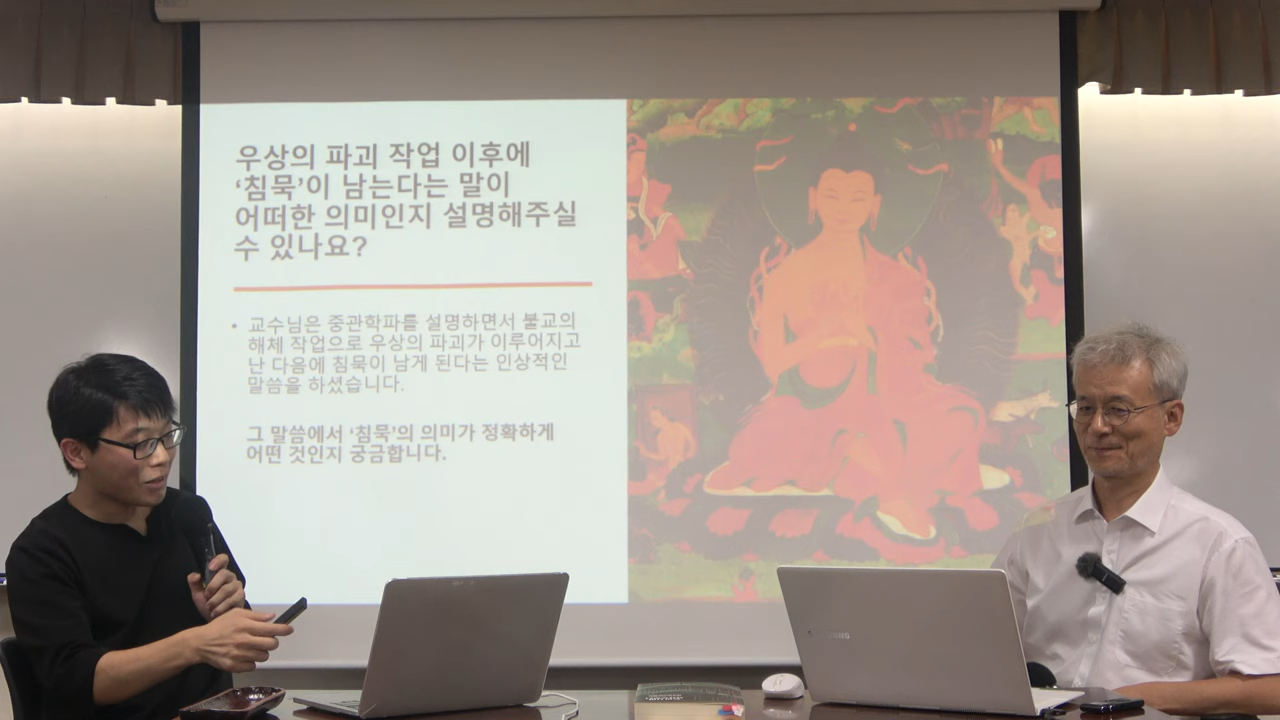 우상의 파괴 작업 이후에
‘침묵’이 남는다는 말이
어떠한 의미인지 설명해주실
수 있나요?
• 교수님은 중관학파를 설명하면서 불교의
해체 작업으로 우상의 파괴가 이루어지고
난 다음에 침묵이 남게 된다는 인상적인
말씀을 하셨습니다.
그 말씀에서 ‘침묵’의 의미가 정확하게
어떤 것인지 궁금합니다.